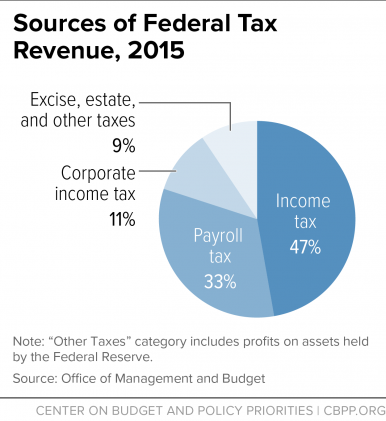 Sources of Federal Tax
Revenue, 2015
Excise, estate,
and other taxes
9%
Corporate
income tax
11%
Income
tax
47%
Payroll
tax
33%
Note: “Other Taxes” category includes profits on assets held
by the Federal Reserve.
Source: Office of Management and Budget
CENTER ON BUDGET AND POLICY PRIORITIES | CBPP.ORG